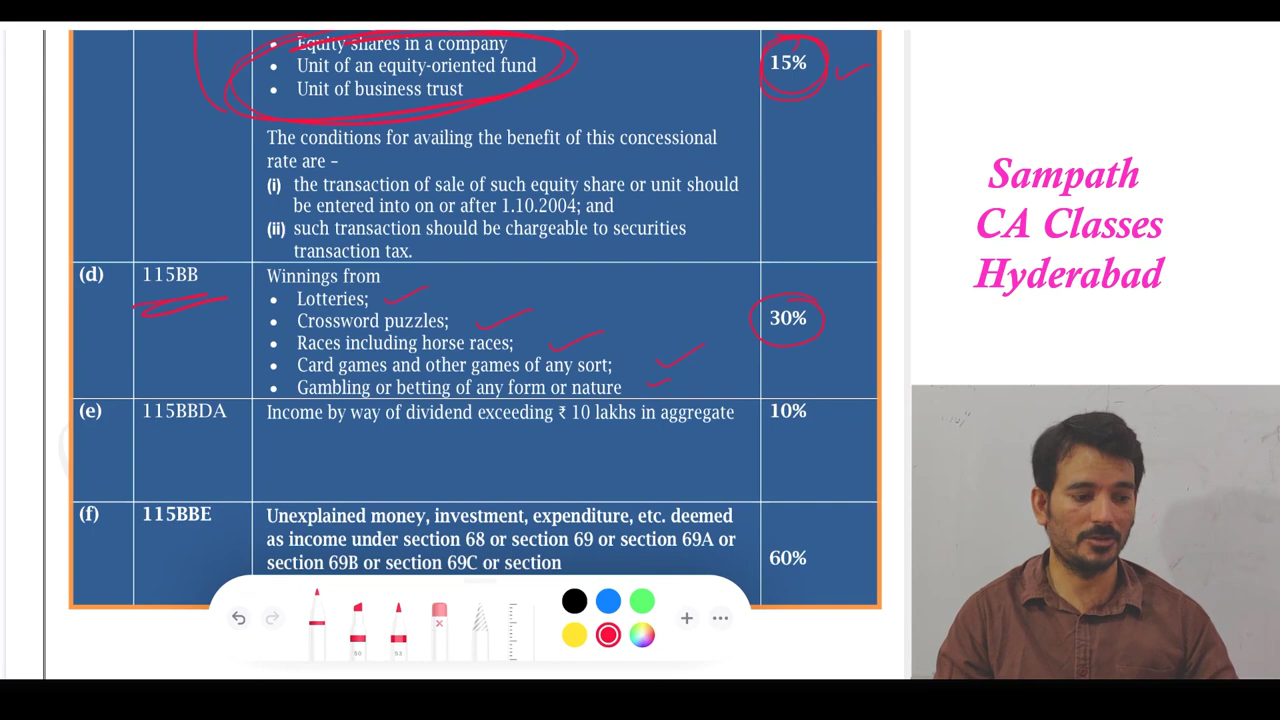 • Equity shares in a company
• Unit of an equity-oriented fund
• Unit of business trust
15%
The conditions for availing the benefit of this concessional
rate are –
(i) the transaction of sale of such equity share or unit should
be entered into on or after 1.10.2004; and
(ii) such transaction should be chargeable to securities
transaction tax.
(d) 115BB Winnings from
• Lotteries;
• Crossword puzzles;
• Races including horse races;
• Card games and other games of any sort;
• Gambling or betting of any form or nature
30%
(e) 115BBDA Income by way of dividend exceeding ₹ 10 lakhs in aggregate 10%
(f) 115BBE Unexplained money, investment, expenditure, etc. deemed
as income under section 68 or section 69 or section 69A or
section 69B or section 69C or section
60%
50
53
Sampath
CA Classes
Hyderabad